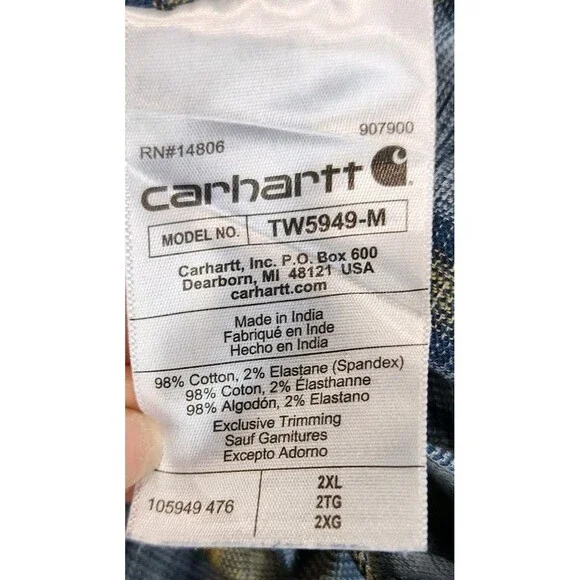 907900
RN#14806
carhartt
MODEL NO. TW5949-M
Carhartt, Inc. P.O. Box 600
Dearborn, MI 48121 USA
carhartt.com
Made in India
Fabriqué en Inde
Hecho en India
98% Cotton, 2% Elastane (Spandex)
98% Coton, 2% Élasthanne
98% Algodón, 2% Elastano
Exclusive Trimming
Sauf Garnitures
Excepto Adorno
105949 476
2XL
2TG
2XG